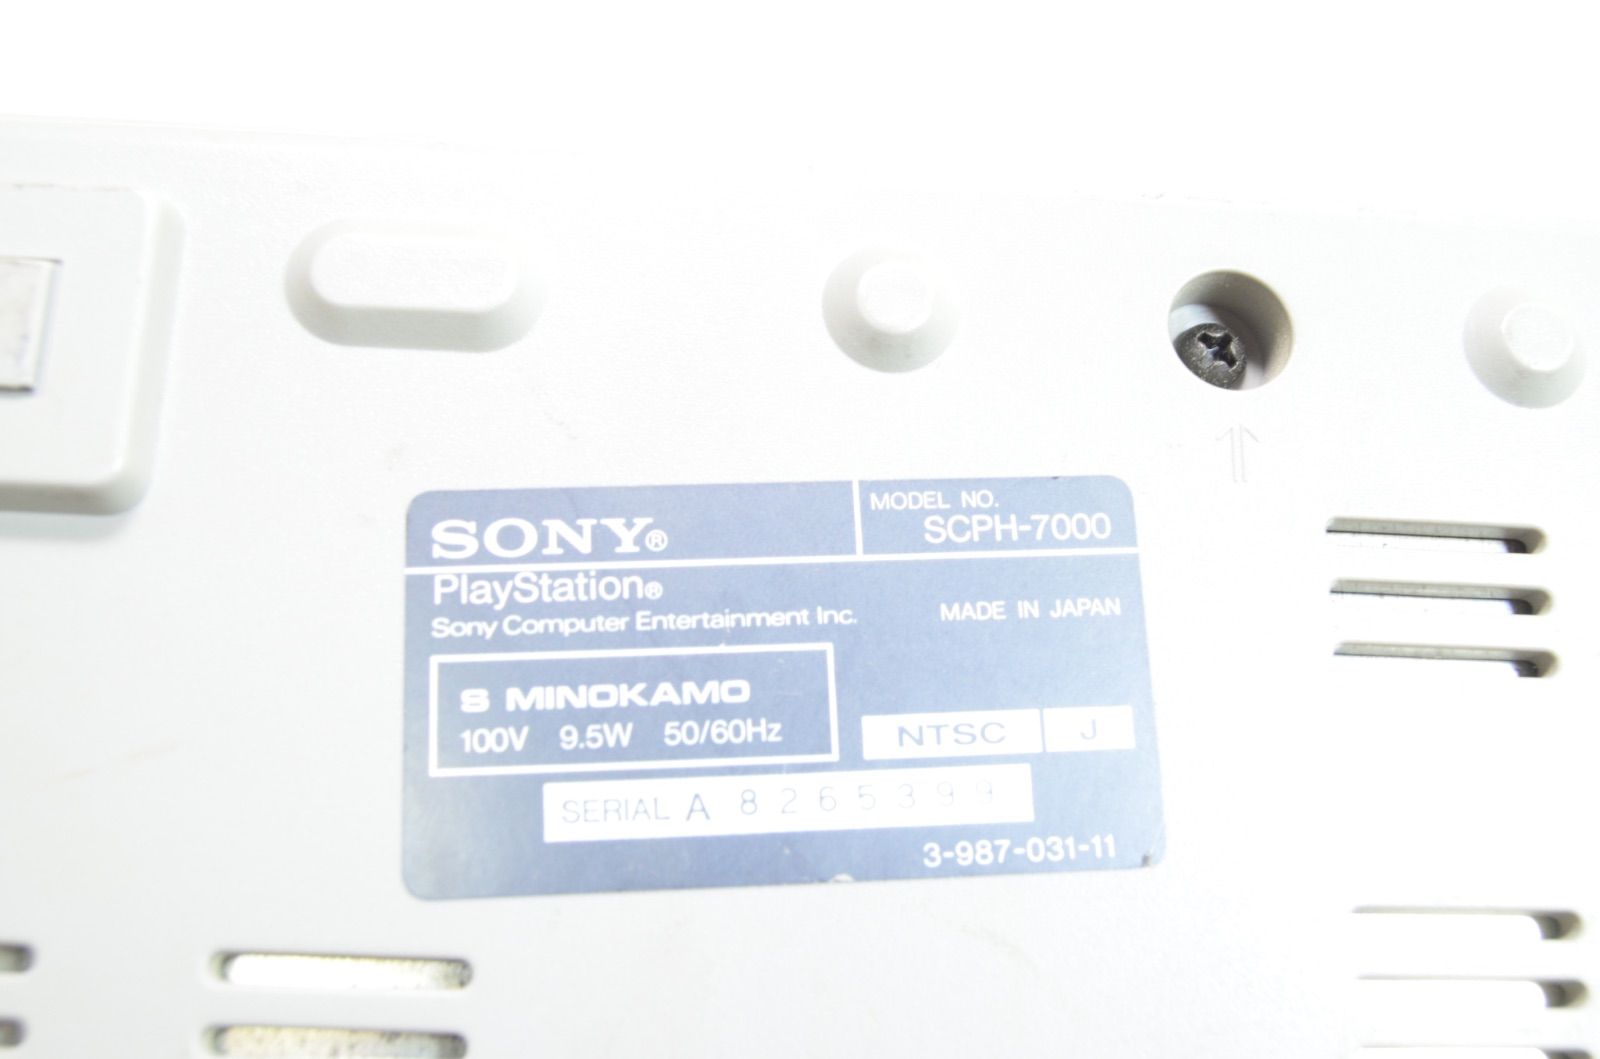 SONY®
MODEL NO.
SCPH-7000
PlayStation®
Sony Computer Entertainment Inc.
MADE IN JAPAN
S MINOKAMO
100V 9.5W 50/60Hz
NTSC J
SERIAL A 8265399
3-987-031-11